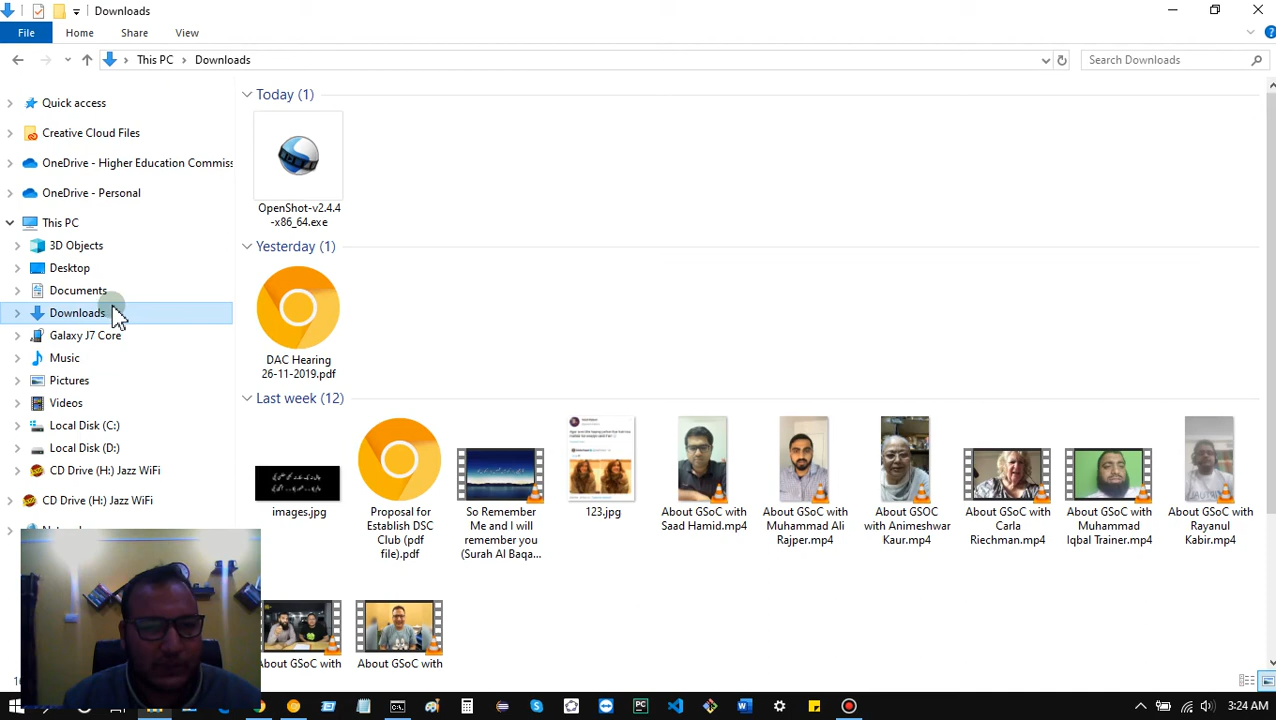 Downloads
File Home Share View
This PC Downloads
Search Downloads
Quick access
Creative Cloud Files
OneDrive - Higher Education Commiss
OneDrive - Personal
This PC
3D Objects
Desktop
Documents
Downloads
Galaxy J7 Core
Music
Pictures
Videos
Local Disk (C:)
Local Disk (D:)
CD Drive (H:) Jazz WiFi
CD Drive (H:) Jazz WiFi
Today (1)
OpenShot-v2.4.4
-x86_64.exe
Yesterday (1)
DAC Hearing
26-11-2019.pdf
Last week (12)
images.jpg
Proposal for
Establish DSC
Club (pdf
file).pdf
So Remember
Me and I will
remember you
(Surah Al Baqa...
123.jpg
About GSoC with
Saad Hamid.mp4
About GSoC with
Muhammad Ali
Rajper.mp4
About GSOC
with Animeshwar
Kaur.mp4
About GSoC with
Carla
Riechman.mp4
About GSoC with
Muhammad
Iqbal Trainer.mp4
About GSoC with
Rayanul
Kabir.mp4
About GSoC with
About GSoC with
3:24 AM